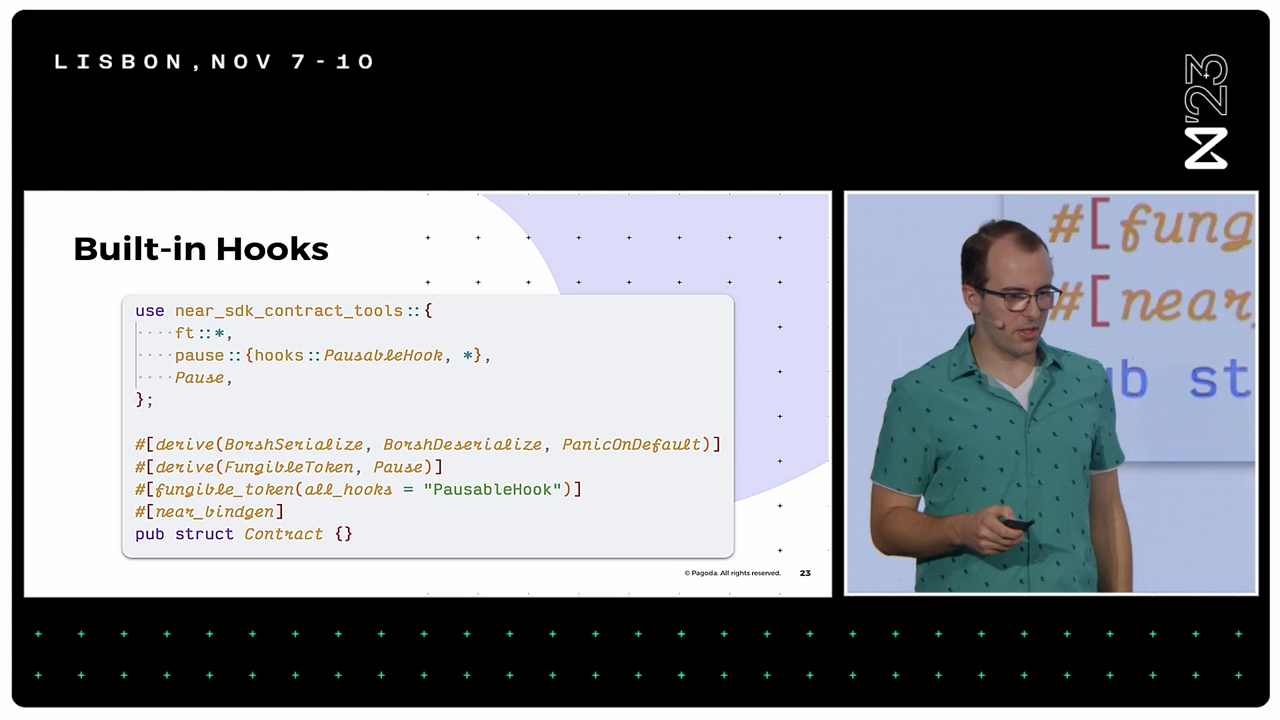 LISBON, NOV 7-10
'23
Built-in Hooks
use near_sdk_contract_tools::{
····ft::*,
····pause::{hooks::PausableHook, *},
····Pause,
};
#[derive(BorshSerialize, BorshDeserialize, PanicOnDefault)]
#[derive(FungibleToken, Pause)]
#[fungible_token(all_hooks = "PausableHook")]
#[near_bindgen]
pub struct Contract {}
© Pagoda. All rights reserved. 23
#[fung
#[near
ub st